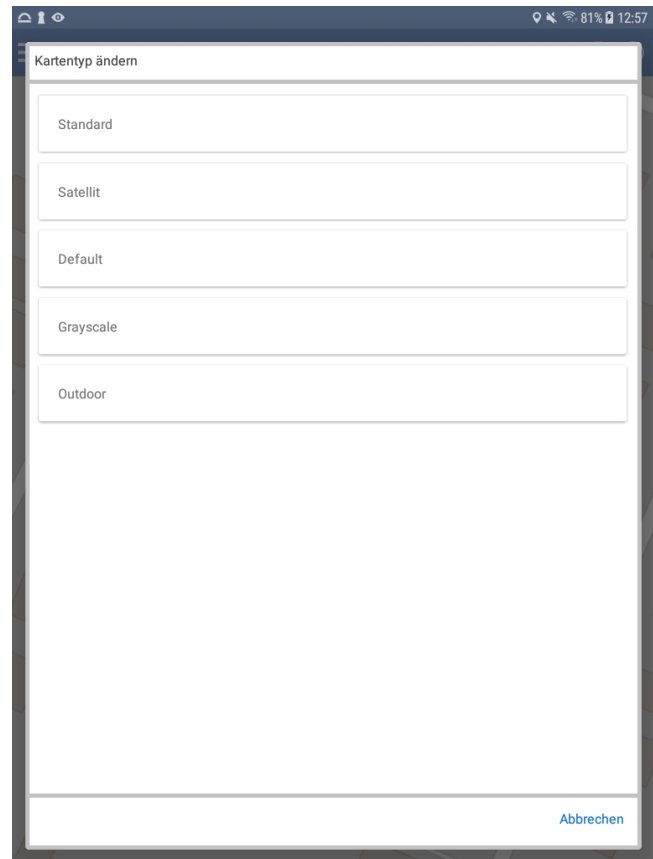 81% 12:57
Kartentyp ändern
Standard
Satellit
Default
Grayscale
Outdoor
Abbrechen